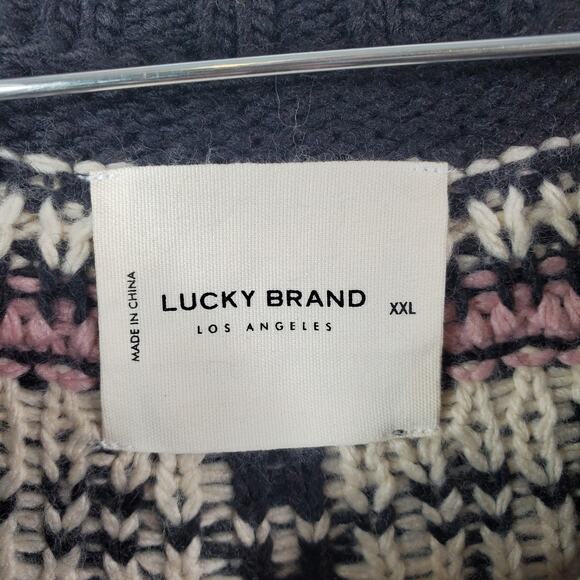 MADE IN CHINA
LUCKY BRAND
LOS ANGELES
XXL